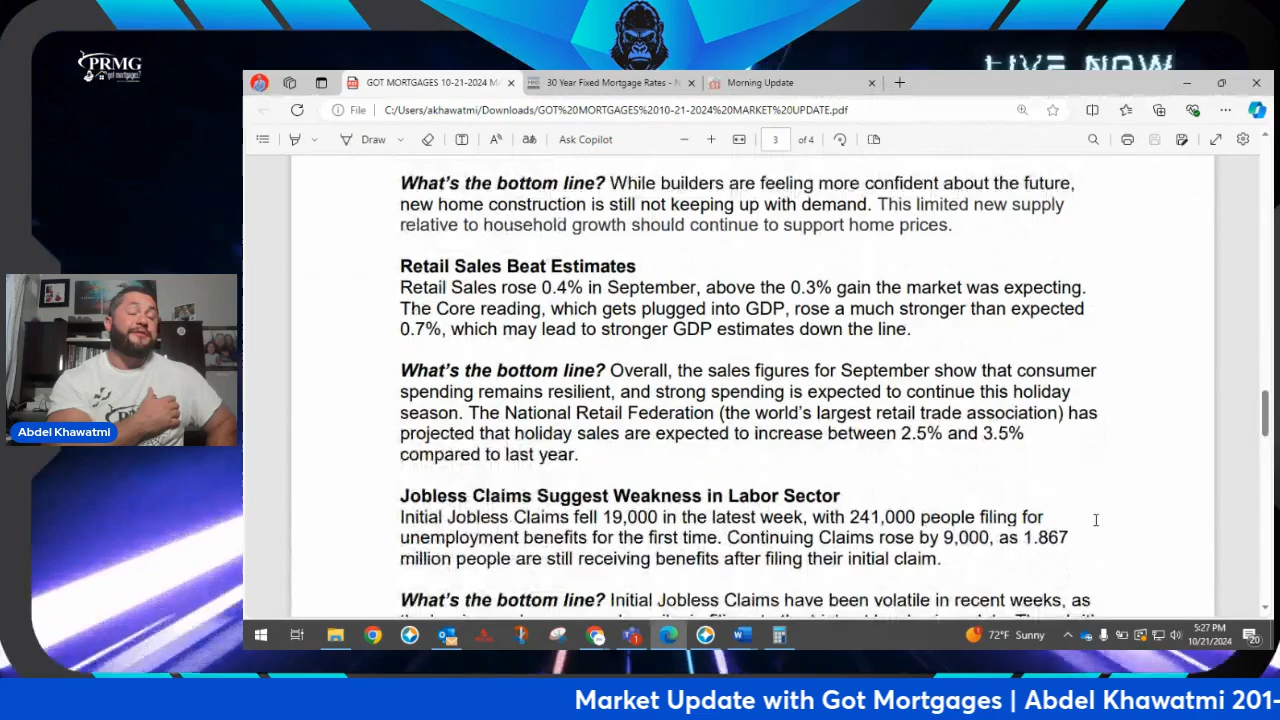 PRMG
got mortgages?
LIVE NOW
GOT MORTGAGES 10-21-2024 M
30 Year Fixed Mortgage Rates - N
Morning Update
File
C:/Users/akhawatmi/Downloads/GOT%20MORTGAGES%2010-21-2024%20MARKET%20UPDATE.pdf
Draw
Ask Copilot
3 of 4
What's the bottom line? While builders are feeling more confident about the future,
new home construction is still not keeping up with demand. This limited new supply
relative to household growth should continue to support home prices.
Retail Sales Beat Estimates
Retail Sales rose 0.4% in September, above the 0.3% gain the market was expecting.
The Core reading, which gets plugged into GDP, rose a much stronger than expected
0.7%, which may lead to stronger GDP estimates down the line.
What's the bottom line? Overall, the sales figures for September show that consumer
spending remains resilient, and strong spending is expected to continue this holiday
season. The National Retail Federation (the world's largest retail trade association) has
projected that holiday sales are expected to increase between 2.5% and 3.5%
compared to last year.
Jobless Claims Suggest Weakness in Labor Sector
Initial Jobless Claims fell 19,000 in the latest week, with 241,000 people filing for
unemployment benefits for the first time. Continuing Claims rose by 9,000, as 1.867
million people are still receiving benefits after filing their initial claim.
What's the bottom line? Initial Jobless Claims have been volatile in recent weeks, as
Abdel Khawatmi
72°F Sunny
5:27 PM
10/21/2024
20
Market Update with Got Mortgages | Abdel Khawatmi 201-